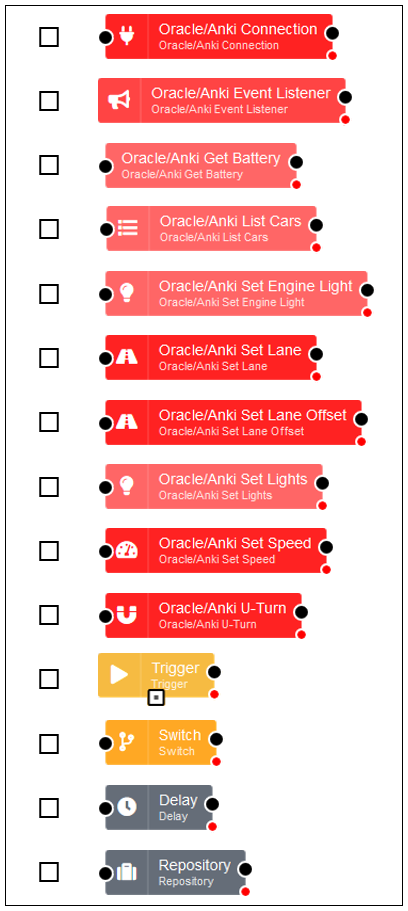 Oracle/Anki Connection
Oracle/Anki Connection
Oracle/Anki Event Listener
Oracle/Anki Event Listener
Oracle/Anki Get Battery
Oracle/Anki Get Battery
Oracle/Anki List Cars
Oracle/Anki List Cars
Oracle/Anki Set Engine Light
Oracle/Anki Set Engine Light
Oracle/Anki Set Lane
Oracle/Anki Set Lane
Oracle/Anki Set Lane Offset
Oracle/Anki Set Lane Offset
Oracle/Anki Set Lights
Oracle/Anki Set Lights
Oracle/Anki Set Speed
Oracle/Anki Set Speed
Oracle/Anki U-Turn
Oracle/Anki U-Turn
Trigger
Trigger
Switch
Switch
Delay
Delay
Repository
Repository